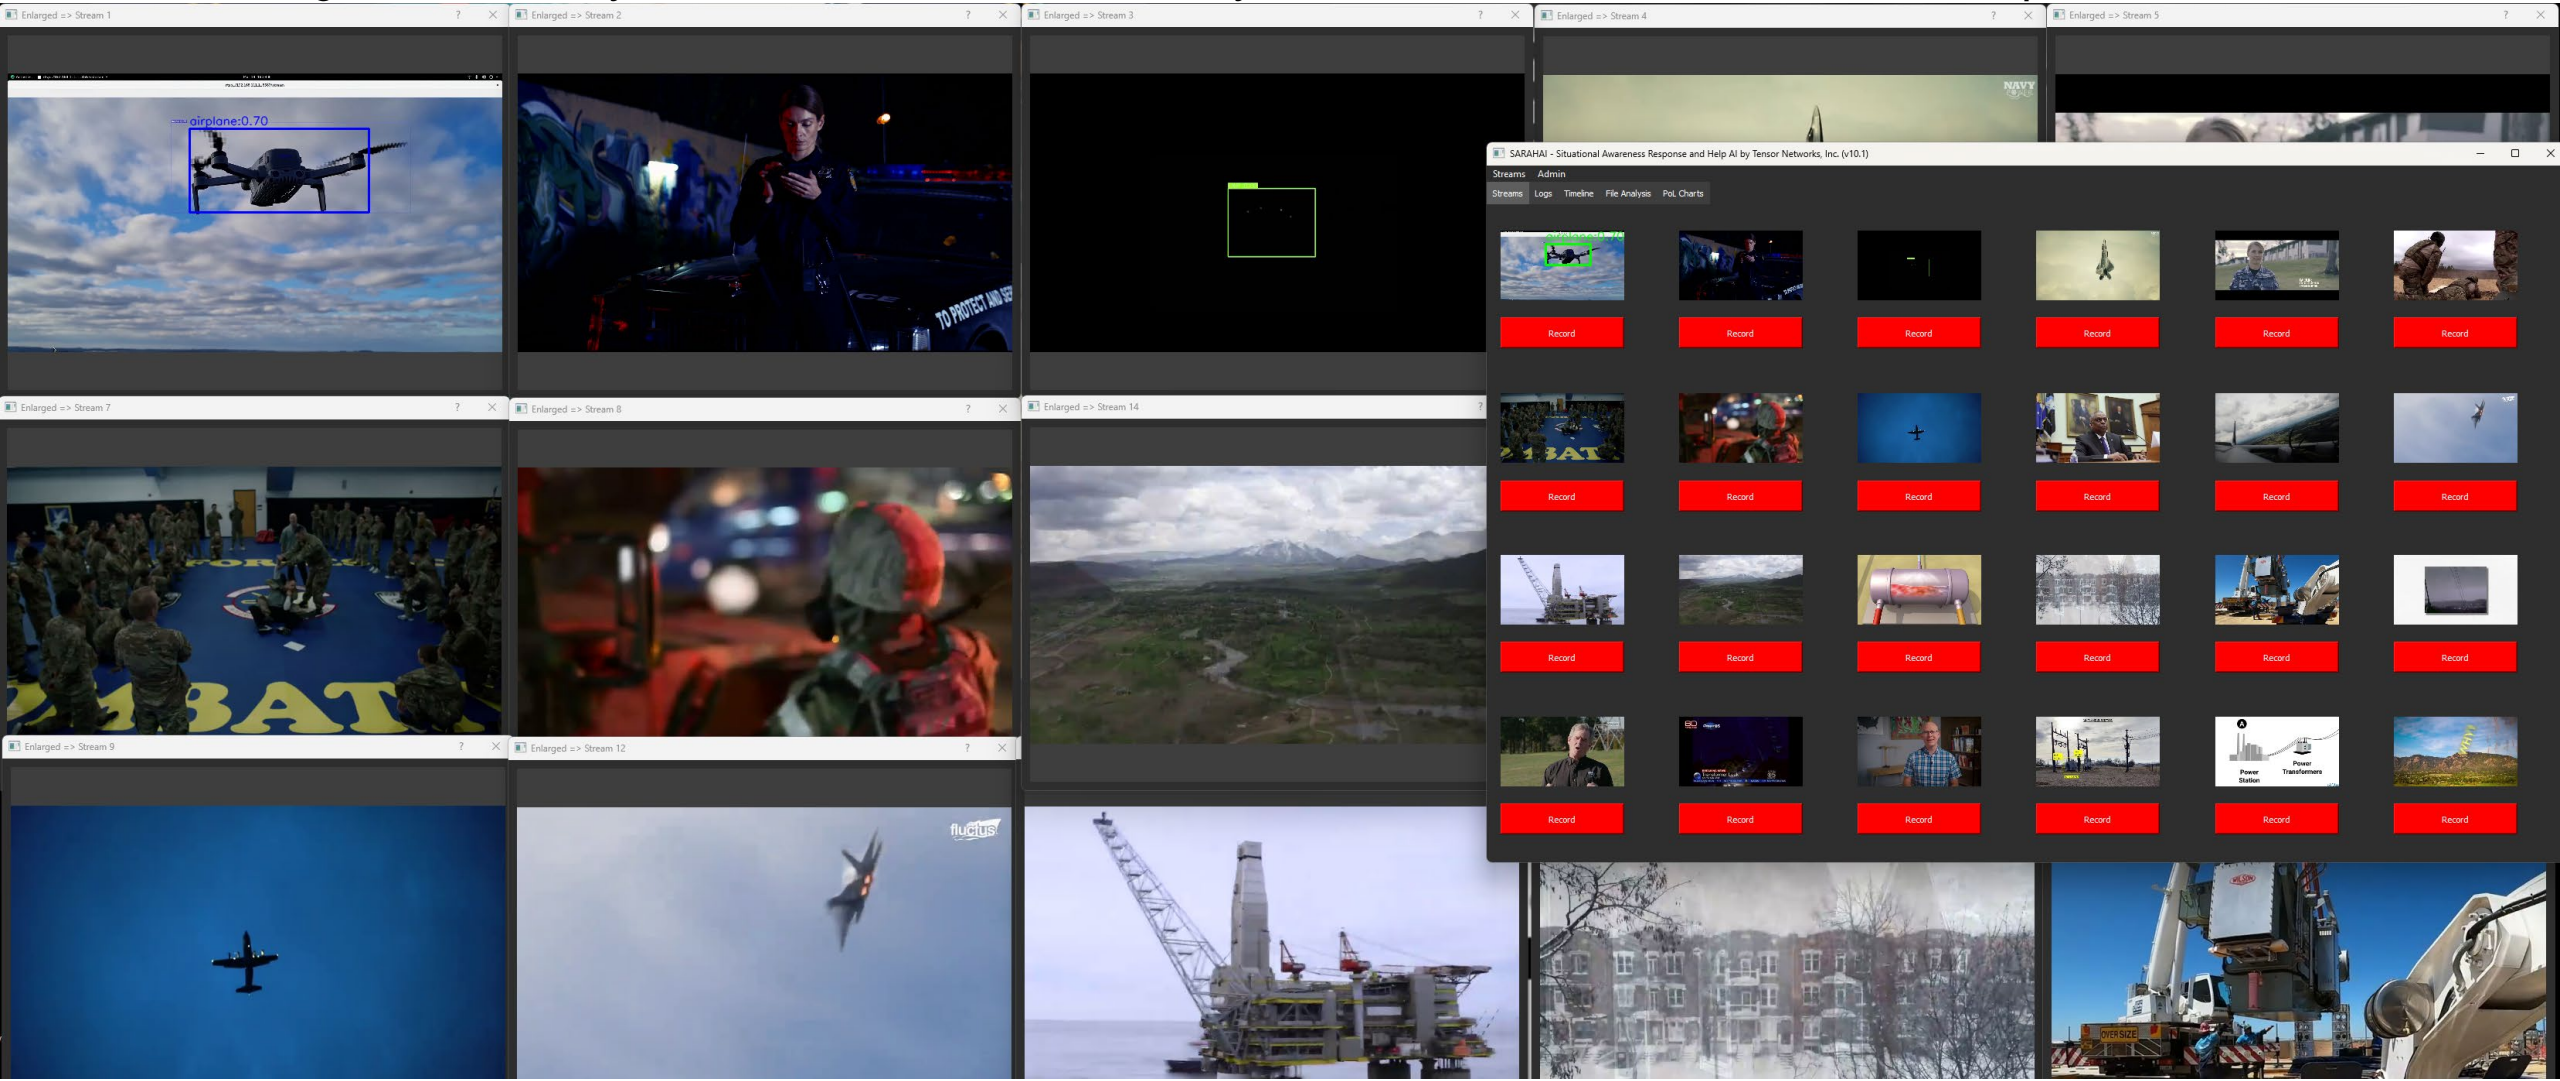 Enlarged => Stream 1
Enlarged => Stream 2
Enlarged => Stream 3
Enlarged => Stream 4
Enlarged => Stream 5
airplane:0.70
NAVY
TO PROTECT AND SE
SARAHAI - Situational Awareness Response and Help AI by Tensor Networks, Inc. (v10.1)
Streams Admin
Streams Logs Timeline File Analysis PoL Charts
Record Record Record Record Record Record
Record Record Record Record Record Record
Record Record Record Record Record Record
A
Power Station
Power Transformers
Record Record Record Record Record Record
Enlarged => Stream 7
Enlarged => Stream 8
Enlarged => Stream 14
FOR
MBAT
Enlarged => Stream 9
Enlarged => Stream 12
fluctus
WILSON
OVERSIZE